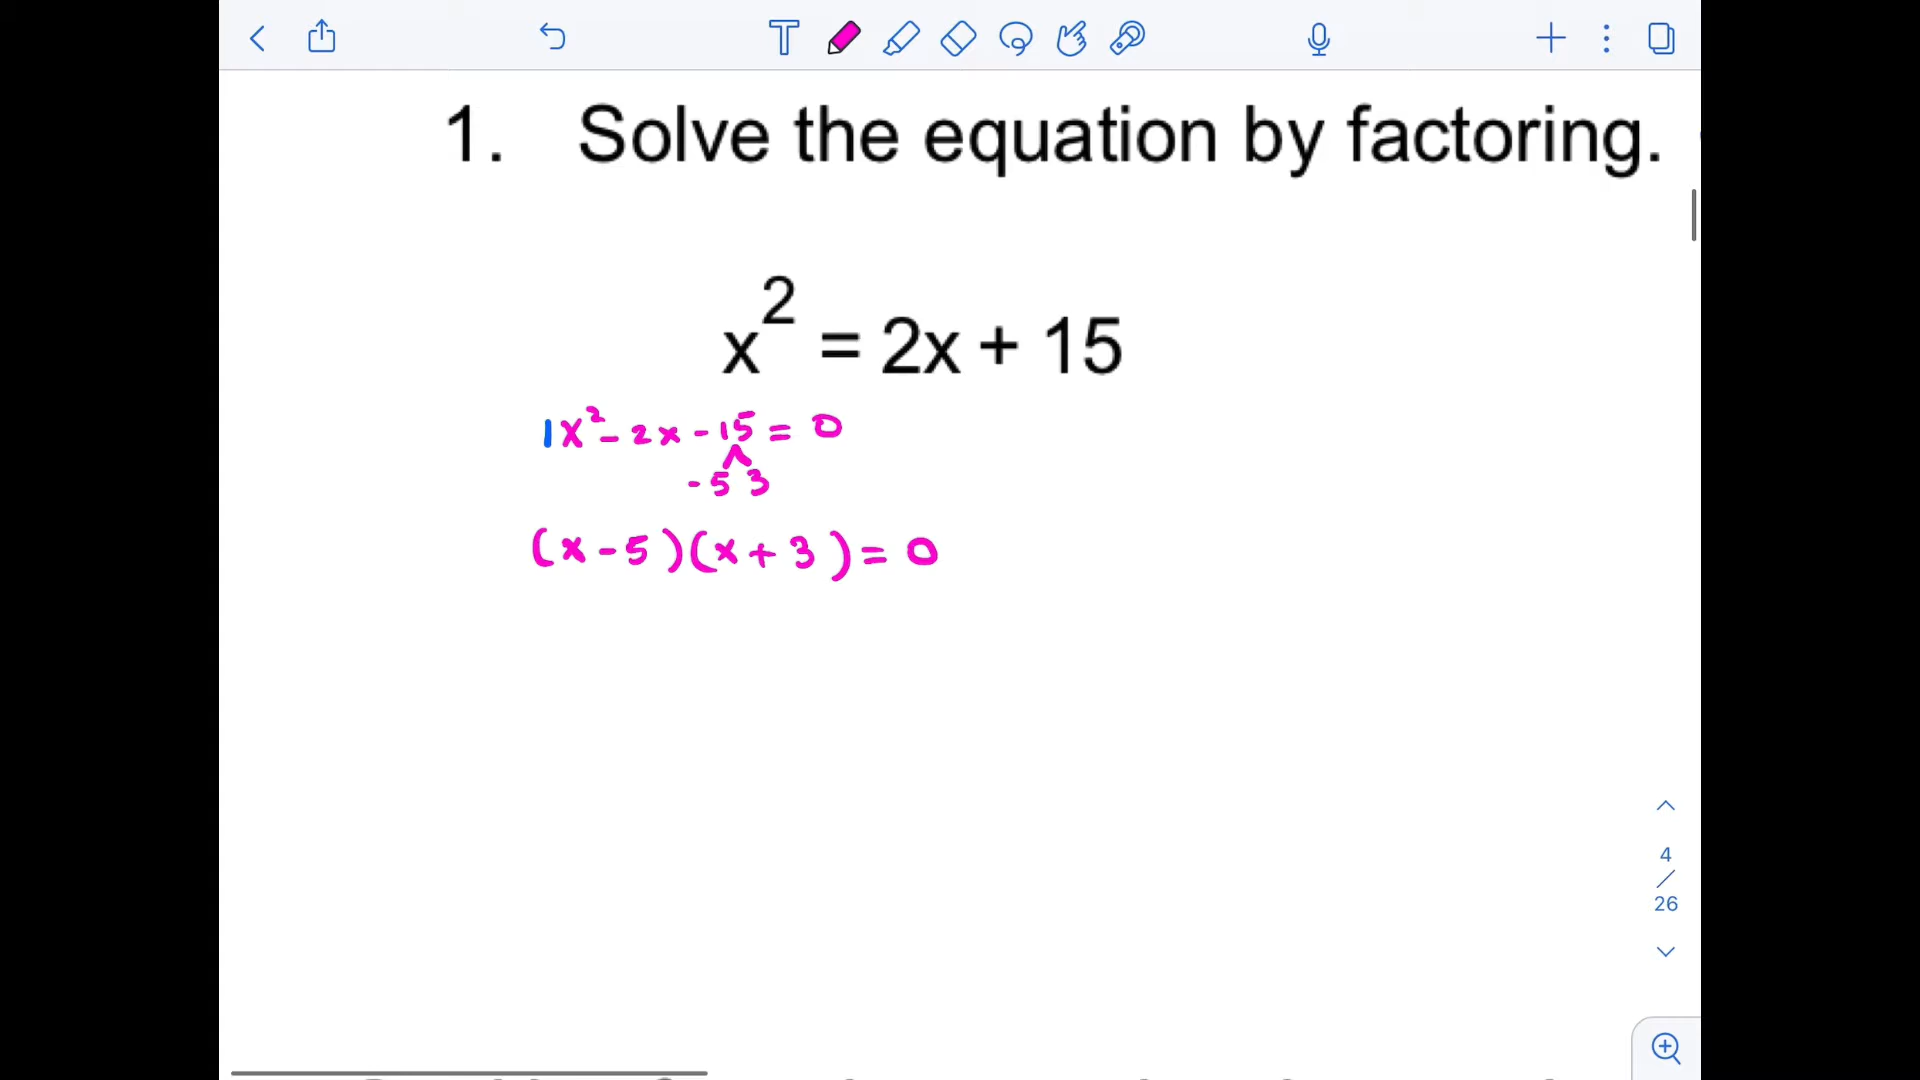 1. Solve the equation by factoring.
x² = 2x + 15
1x² - 2x - 15 = 0
-5 3
(x - 5)(x + 3) = 0
4
/
26